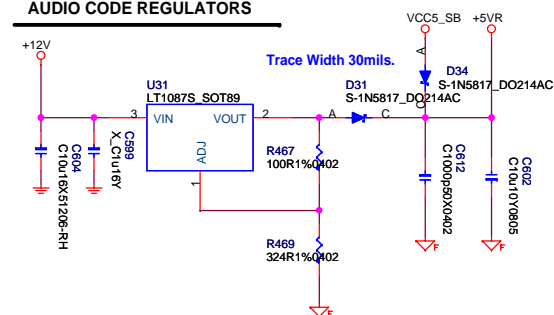 AUDIO CODE REGULATORS
+12V
VCC5_SB
+5VR
Trace Width 30mils.
U31
LT1087S_SOT89
D31
S-1N5817_DO214AC
D34
S-1N5817_DO214AC
A
C
3
VIN
VOUT
2
A
C
ADJ
1
C604
C10u16X51206-RH
C599
X_C1u16Y
R467
100R1%0402
R469
324R1%0402
C612
C1000p50X0402
C602
C10u10Y0805
F
F
F